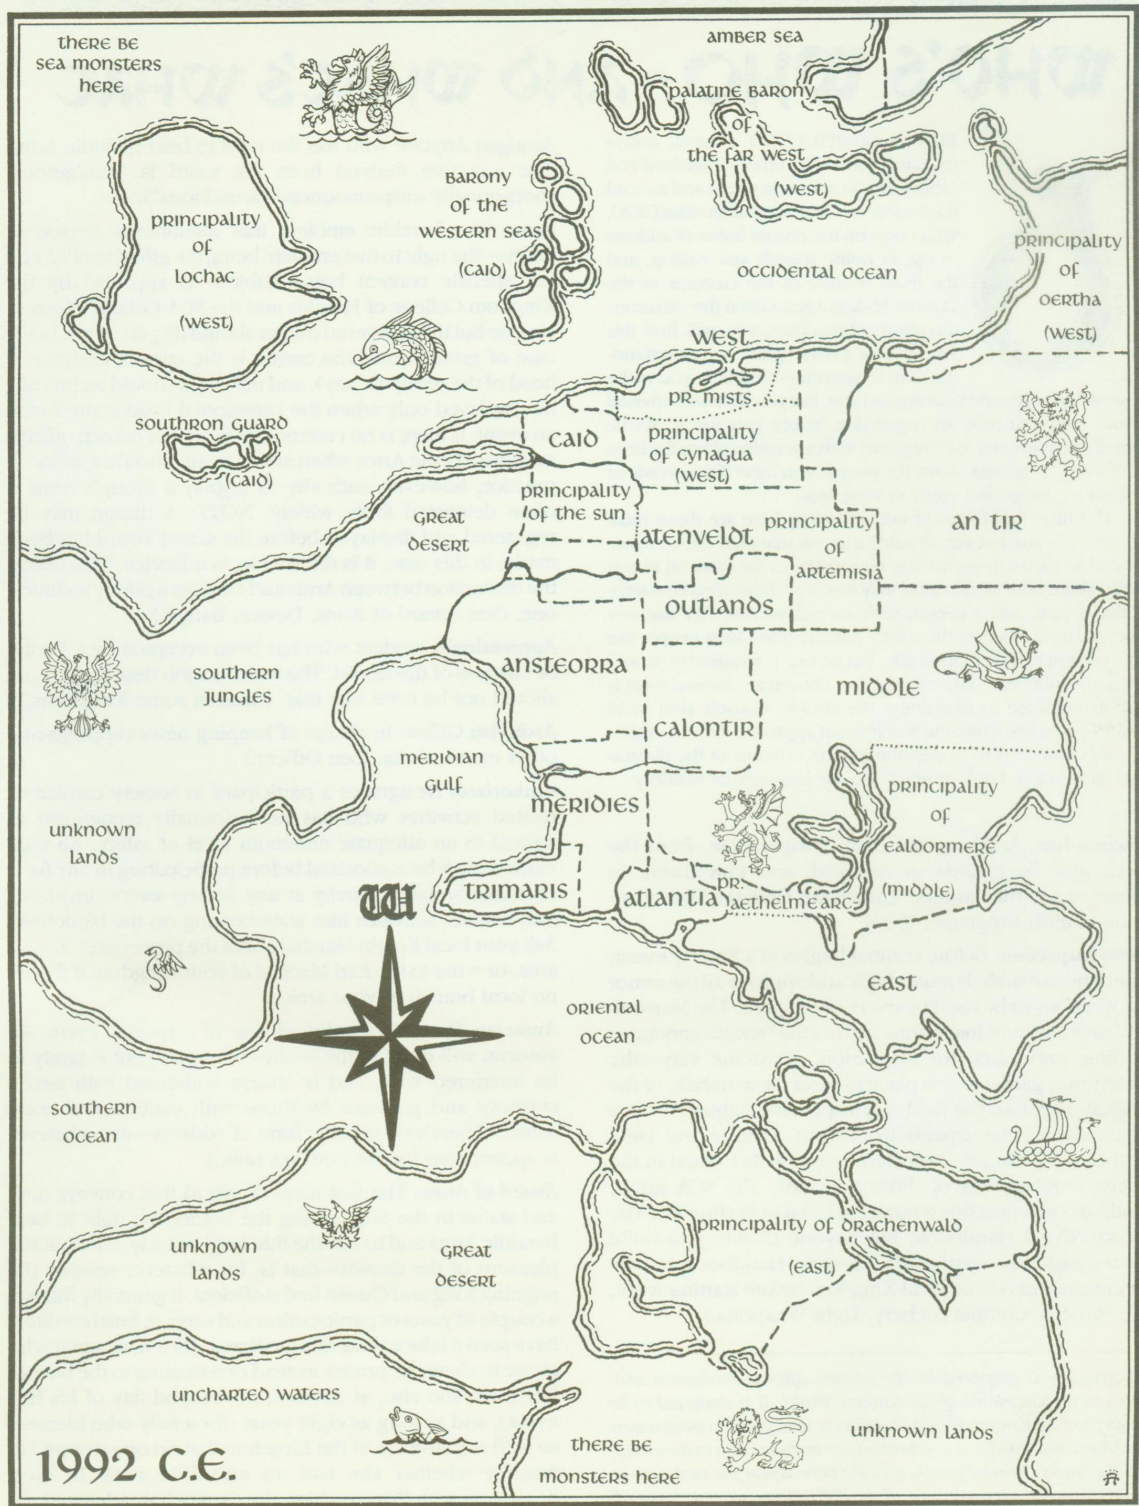 THERE BE
SEA MONSTERS
HERE
AMBER SEA
PALATINE BARONY
OF
THE FAR WEST
(WEST)
BARONY
OF THE
WESTERN SEAS
(CAID)
PRINCIPALITY
OF
LOCHAC
(WEST)
OCCIDENTAL OCEAN
PRINCIPALITY
OF
OERTHA
(WEST)
WEST
PR. MISTS
SOUTHRON GUARD
(CAID)
CAID
PRINCIPALITY
OF CYNAGUA
(WEST)
GREAT
DESERT
PRINCIPALITY
OF THE SUN
ATENVELDT
PRINCIPALITY
OF
ARTEMISIA
AN TIR
OUTLANDS
SOUTHERN
JUNGLES
ANSTEORRA
MIDDLE
CALONTIR
MERIDIAN
GULF
MERIDIES
PRINCIPALITY
OF
EALDORMERE
(MIDDLE)
UNKNOWN
LANDS
W
TRIMARIS
ATLANTIA
PR.
AETHELMEARC
EAST
ORIENTAL
OCEAN
SOUTHERN
OCEAN
UNKNOWN
LANDS
GREAT
DESERT
PRINCIPALITY OF DRACHENWALD
(EAST)
UNCHARTED WATERS
THERE BE
MONSTERS HERE
UNKNOWN LANDS
1992 C.E.